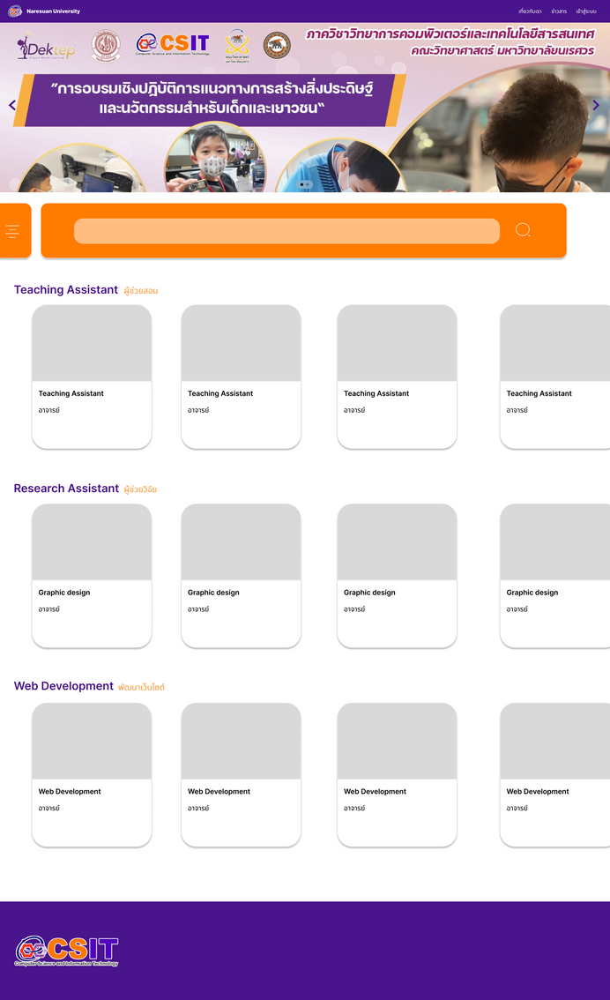 Naresuan University
เกี่ยวกับเรา ข่าวสาร เข้าสู่ระบบ
ภาควิชาวิทยาการคอมพิวเตอร์และเทคโนโลยีสารสนเทศ
คณะวิทยาศาสตร์ มหาวิทยาลัยนเรศวร
Dektep
CSIT
Computer Science and Information Technology
"การอบรมเชิงปฏิบัติการแนวทางการสร้างสิ่งประดิษฐ์
และนวัตกรรมสำหรับเด็กและเยาวชน"
Teaching Assistant ผู้ช่วยสอน
Teaching Assistant Teaching Assistant Teaching Assistant Teaching Assistant
อาจารย์ อาจารย์ อาจารย์ อาจารย์
Research Assistant ผู้ช่วยวิจัย
Graphic design Graphic design Graphic design Graphic design
อาจารย์ อาจารย์ อาจารย์ อาจารย์
Web Development พัฒนาเว็บไซต์
Web Development Web Development Web Development Web Development
อาจารย์ อาจารย์ อาจารย์ อาจารย์
CSIT
Computer Science and Information Technology